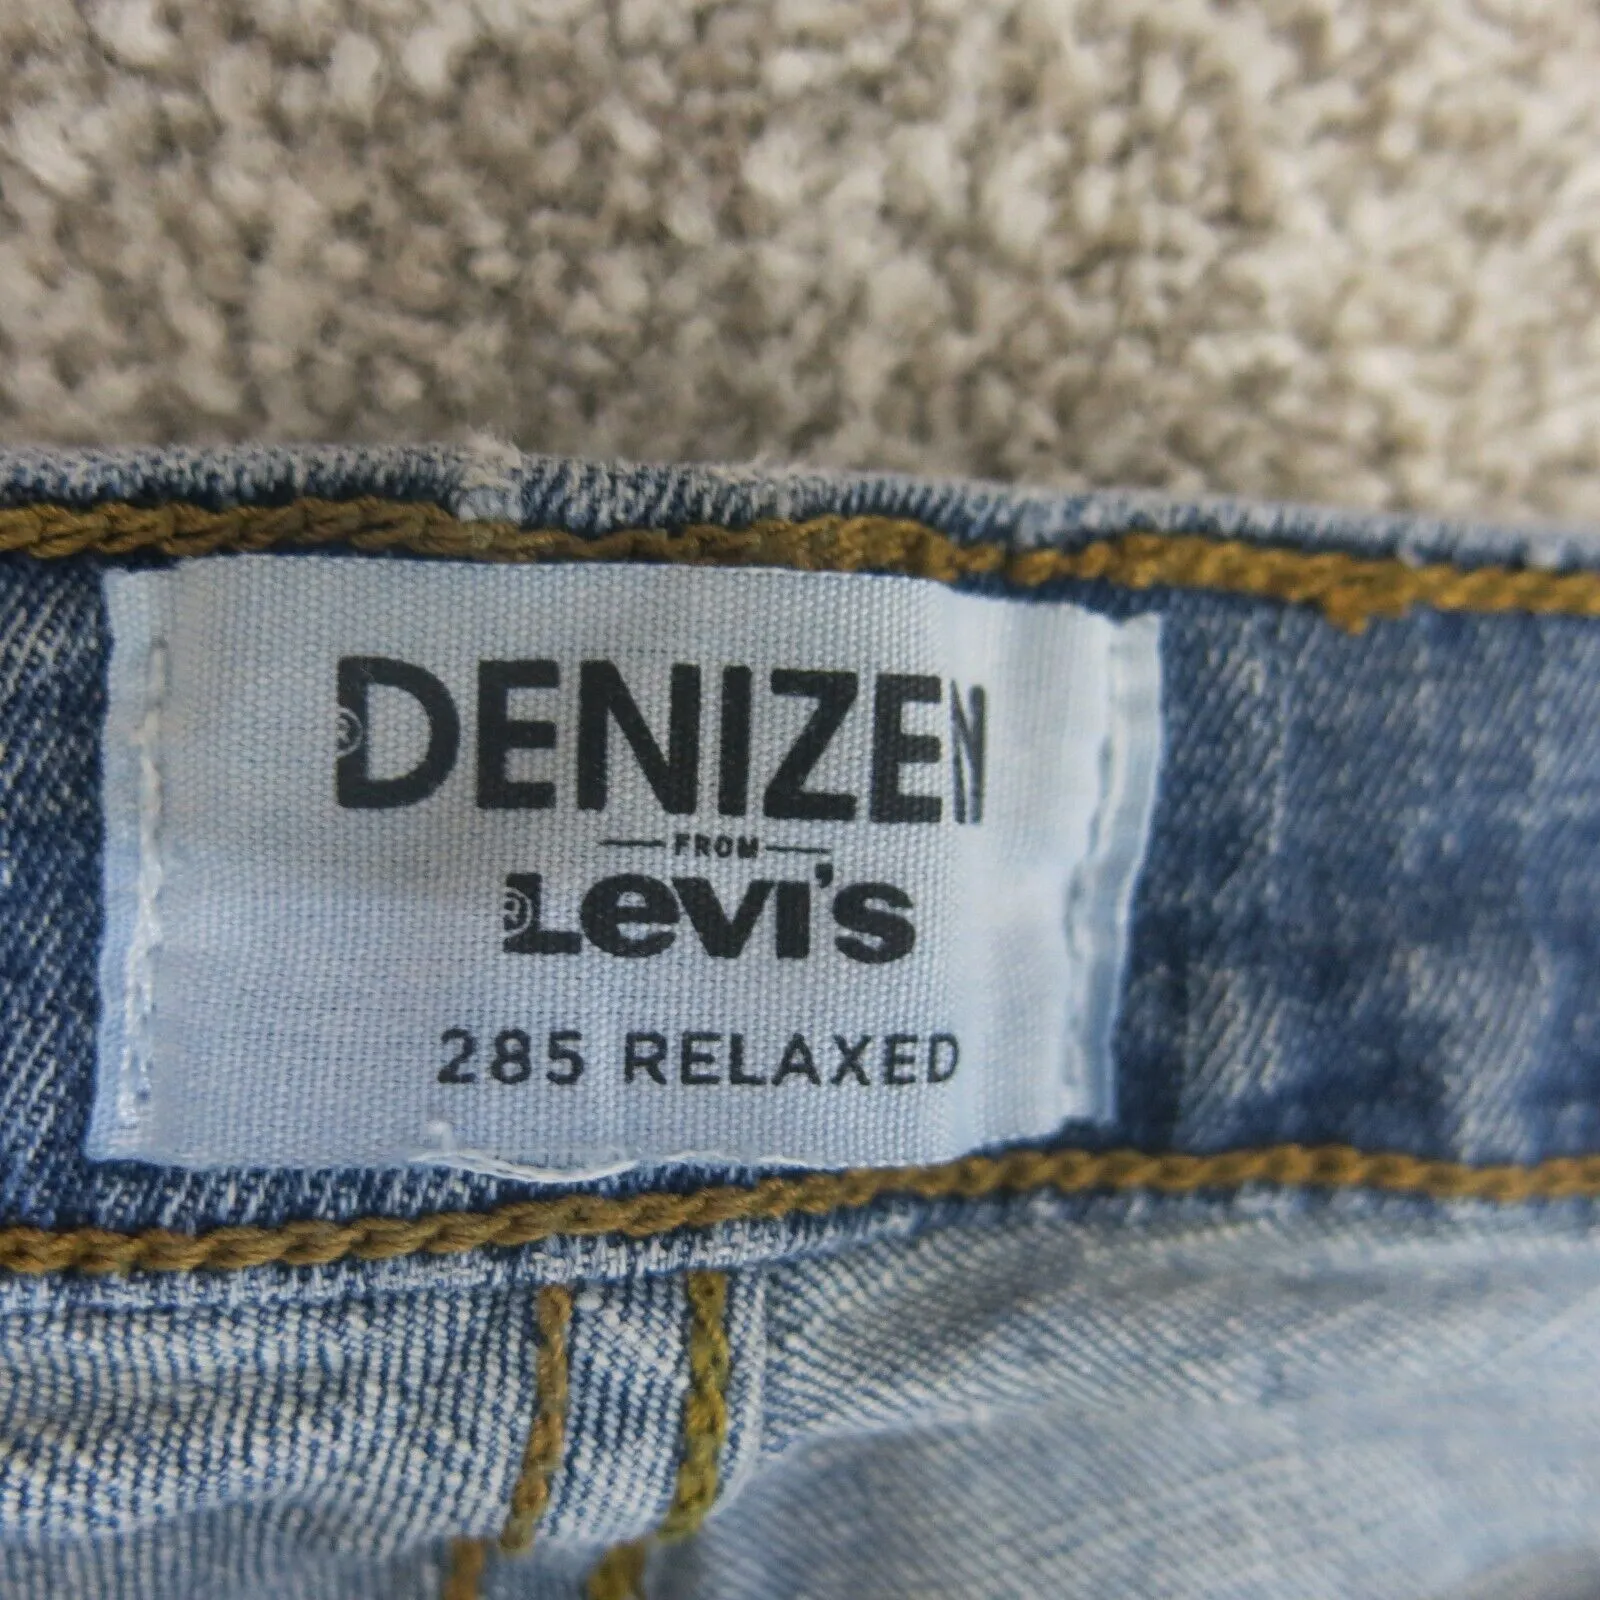 DENIZEN
FROM
Levi's
285 RELAXED